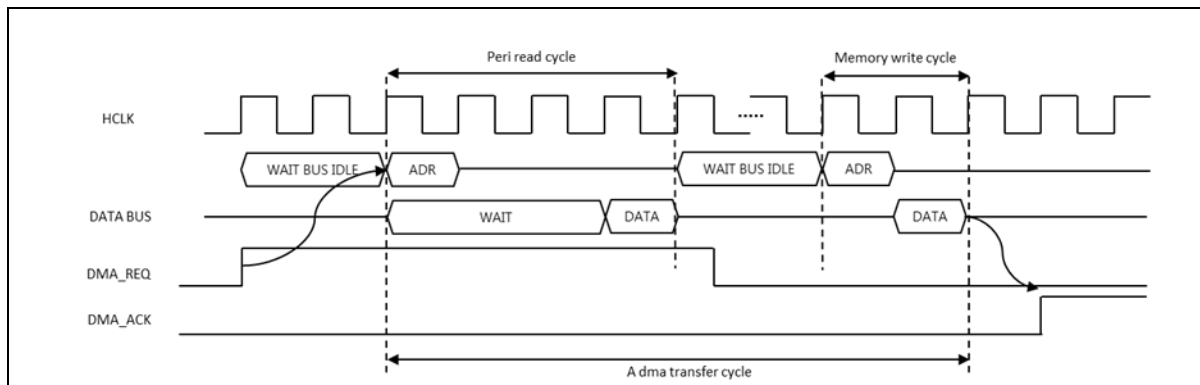 Peri read cycle
Memory write cycle
HCLK
.....
WAIT BUS IDLE
ADR
WAIT BUS IDLE
ADR
DATA BUS
WAIT
DATA
DATA
DMA_REQ
DMA_ACK
A dma transfer cycle